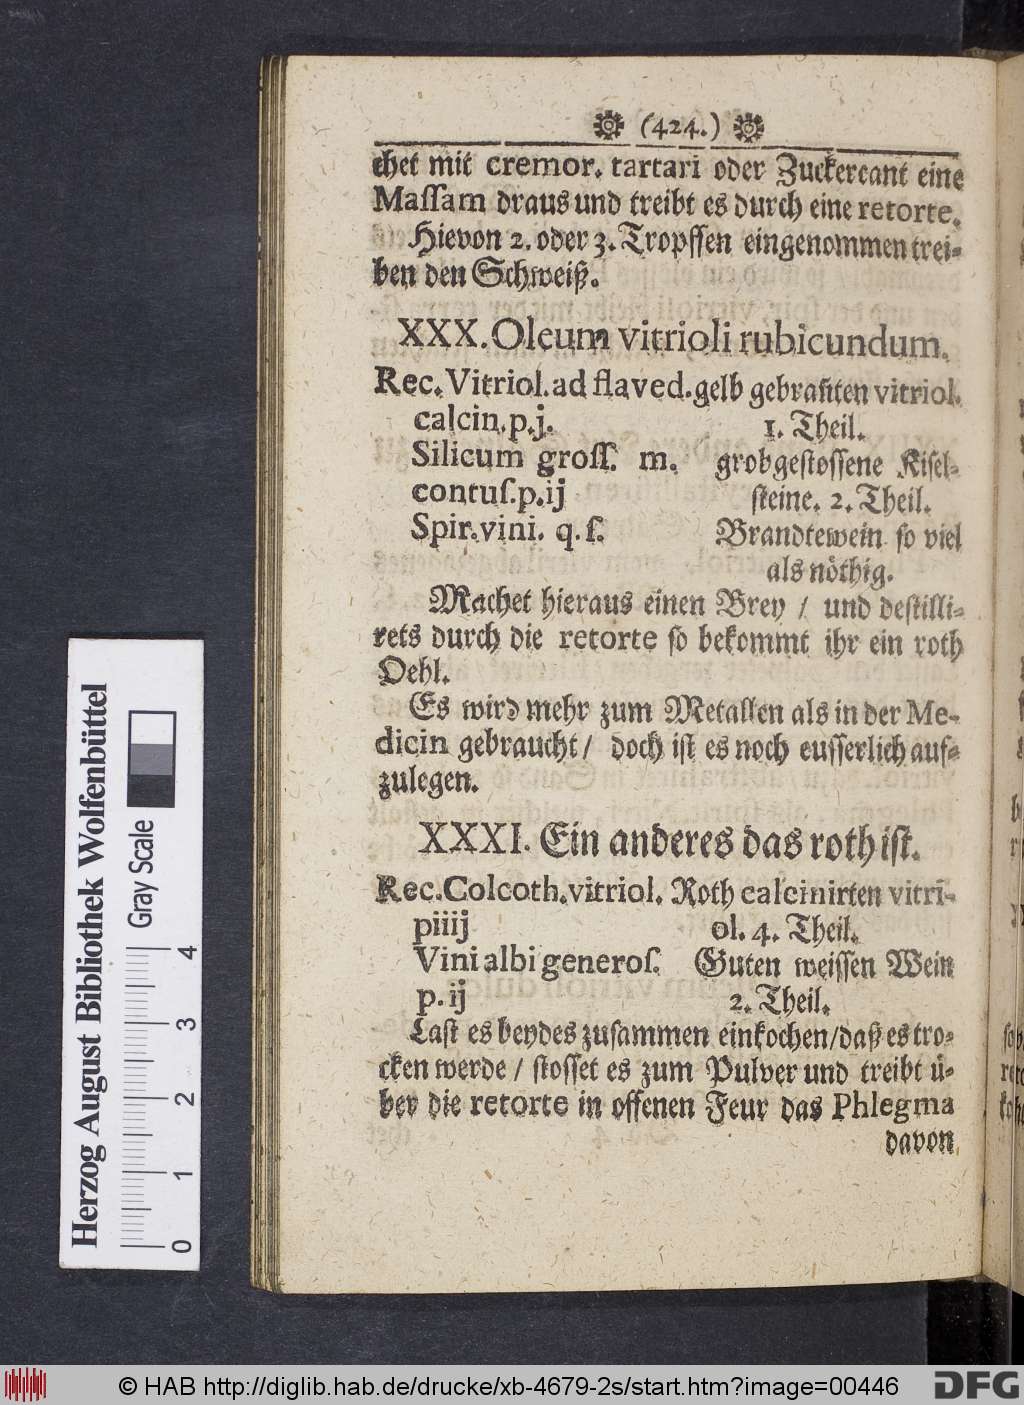 (424.)
chet mit cremor. tartari oder Zuckercant eine
Maſſam draus und treibt es durch eine retorte.
Hievon 2. oder 3. Tropffen eingenommen trei-
ben den Schweiß.
XXX. Oleum vitrioli rubicundum.
Rec. Vitriol. ad flaved. gelb gebrañten vitriol.
calcin. p. j. 1. Theil.
Silicum groſſ. m. grobgeſtoſſene Kiſel-
contuſ. p. ij ſteine. 2. Theil.
Spir. vini. q. ſ. Brandtewein ſo viel
als nöthig.
Machet hieraus einen Brey / und deſtilli-
rets durch die retorte ſo bekommt ihr ein roth
Oehl.
Es wird mehr zum Metallen als in der Me-
dicin gebraucht / doch iſt es noch euſſerlich auf-
zulegen.
XXXI. Ein anderes das roth iſt.
Rec. Colcoth. vitriol. Roth calcinirten vitri-
piiij ol. 4. Theil.
Vini albi generoſ. Guten weiſſen Wein
p. ij 2. Theil.
Laſt es beydes zuſammen einkochen / daß es tro-
cken werde / ſtoſſet es zum Pulver und treibt ü-
ber die retorte in offenen Feur das Phlegma
davon
Herzog August Bibliothek Wolfenbüttel
Gray Scale
0 1 2 3 4
© HAB http://diglib.hab.de/drucke/xb-4679-2s/start.htm?image=00446
DFG